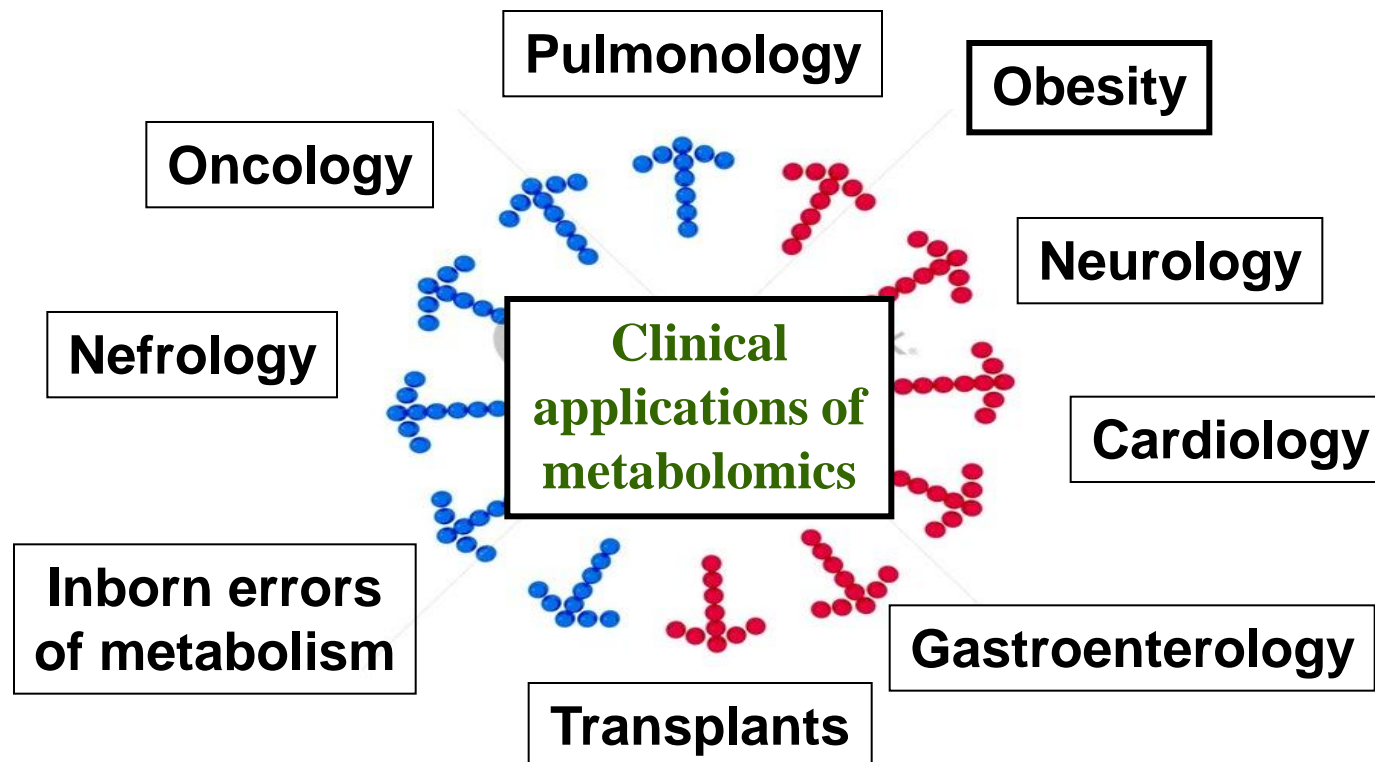 Pulmonology
Obesity
Oncology
Neurology
Nefrology
Clinical
applications of
metabolomics
Cardiology
Inborn errors
of metabolism
Gastroenterology
Transplants